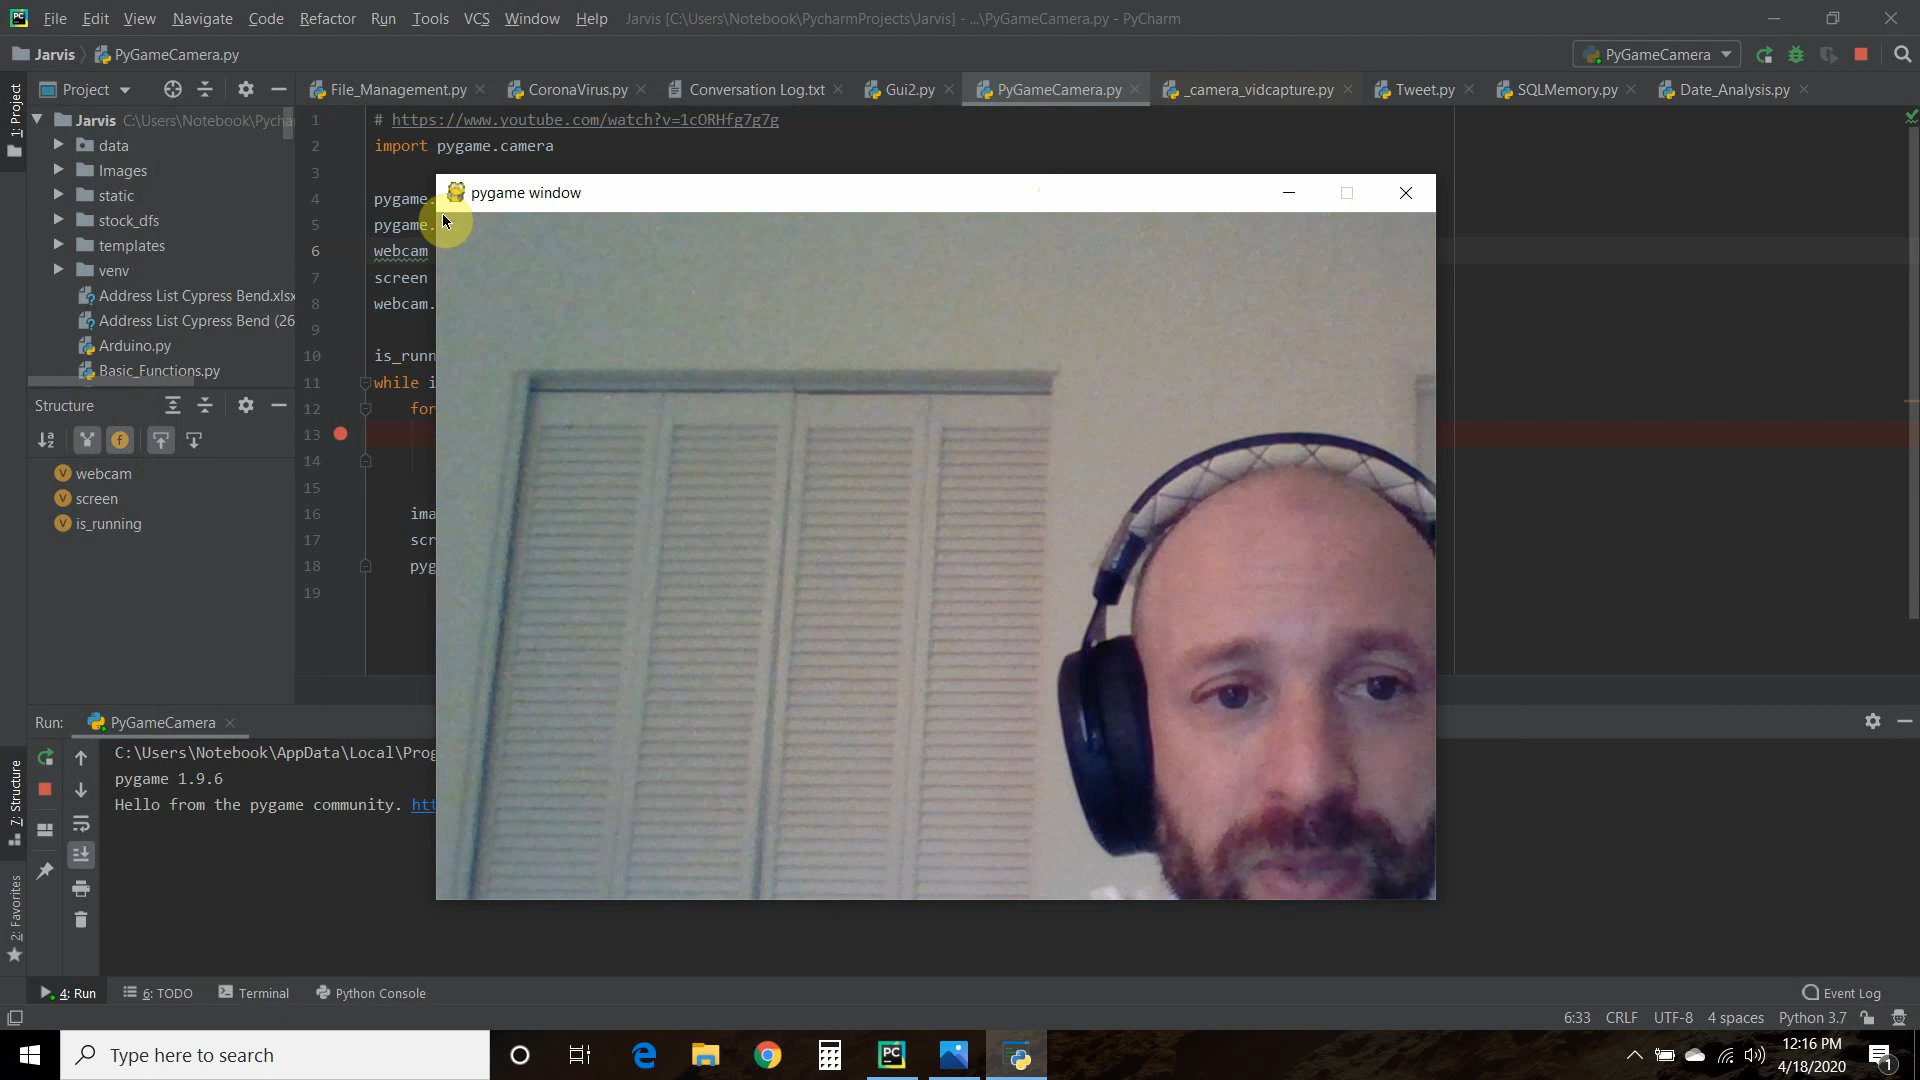 File Edit View Navigate Code Refactor Run Tools VCS Window Help Jarvis [C:\Users\Notebook\PycharmProjects\Jarvis] - ...\PyGameCamera.py - PyCharm
Jarvis PyGameCamera.py PyGameCamera
Project File_Management.py CoronaVirus.py Conversation Log.txt Gui2.py PyGameCamera.py _camera_vidcapture.py Tweet.py SQLMemory.py Date_Analysis.py
1: Project
Jarvis C:\Users\Notebook\Pycha
data
Images
static
stock_dfs
templates
venv
Address List Cypress Bend.xlsx
Address List Cypress Bend (26
Arduino.py
Basic_Functions.py
Structure
webcam
screen
is_running
1 # https://www.youtube.com/watch?v=1cORHfg7g7g
2 import pygame.camera
3
4 pygame.
5 pygame.
6 webcam
7 screen
8 webcam.
9
10 is_runn
11 while i
12 for
13
14
15
16 ima
17 scr
18 pyg
19
pygame window
Run: PyGameCamera
C:\Users\Notebook\AppData\Local\Prog
pygame 1.9.6
Hello from the pygame community. htt
7: Structure
2: Favorites
4: Run 6: TODO Terminal Python Console Event Log
6:33 CRLF UTF-8 4 spaces Python 3.7
PC
Type here to search
12:16 PM
4/18/2020
1